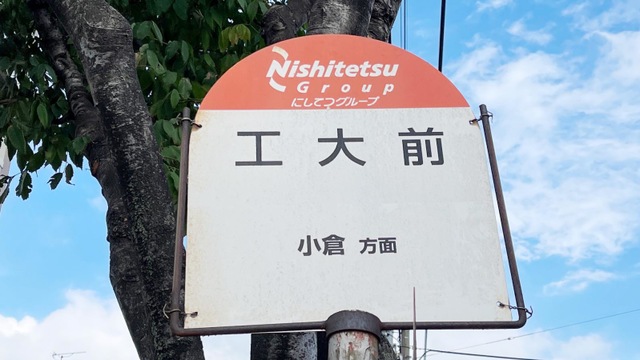 Nishitetsu
Group
にしてつグループ
工大前
小倉 方面